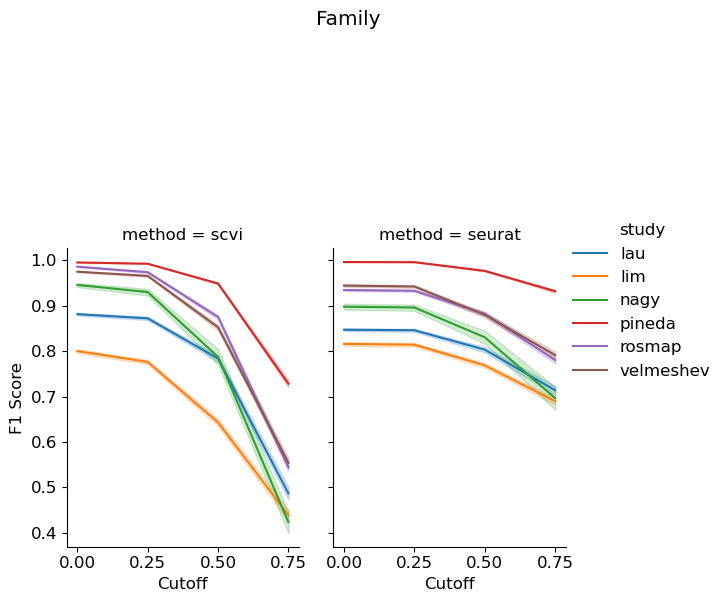 Family
method = scvi
method = seurat
study
lau
lim
nagy
pineda
rosmap
velmeshev
F1 Score
1.0
0.9
0.8
0.7
0.6
0.5
0.4
0.00 0.25 0.50 0.75
0.00 0.25 0.50 0.75
Cutoff
Cutoff